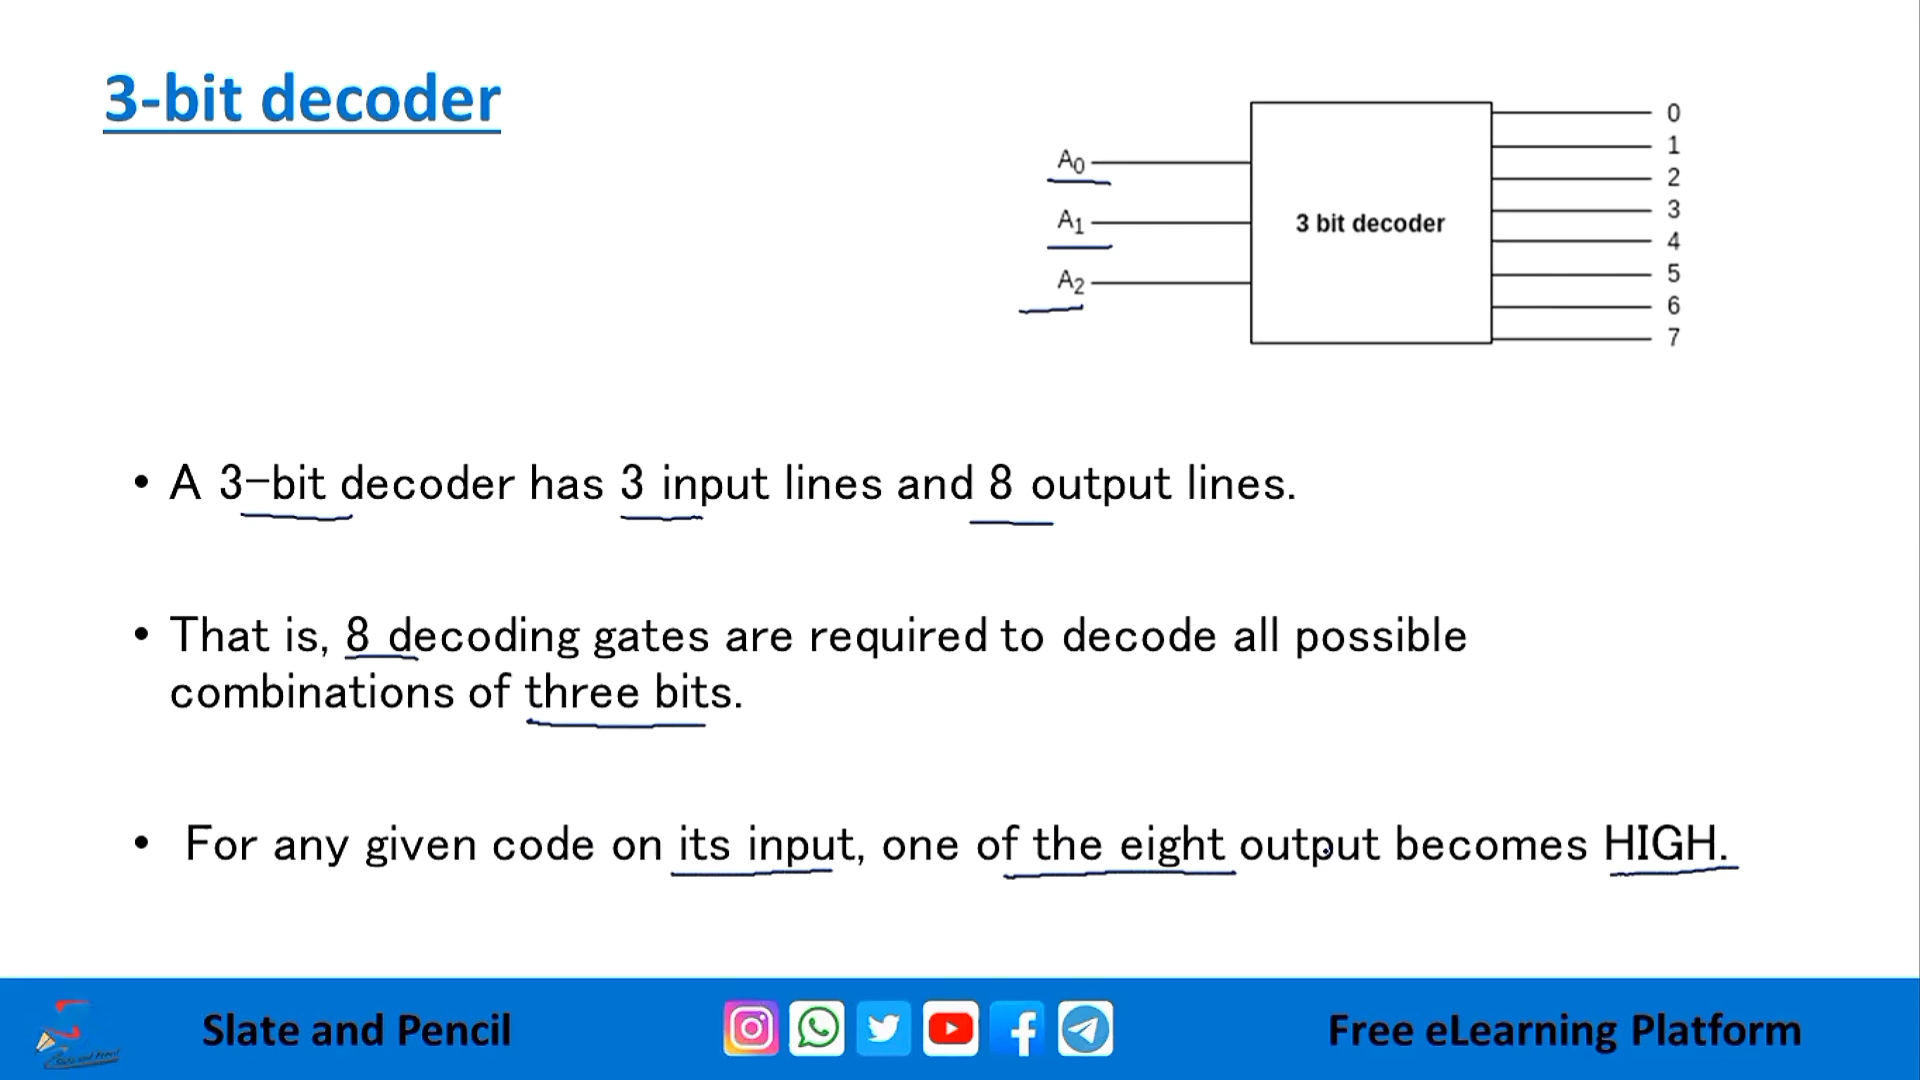 3-bit decoder
A0
A1
A2
3 bit decoder
0
1
2
3
4
5
6
7
• A 3-bit decoder has 3 input lines and 8 output lines.
• That is, 8 decoding gates are required to decode all possible
combinations of three bits.
• For any given code on its input, one of the eight output becomes HIGH.
Slate and Pencil
Free eLearning Platform